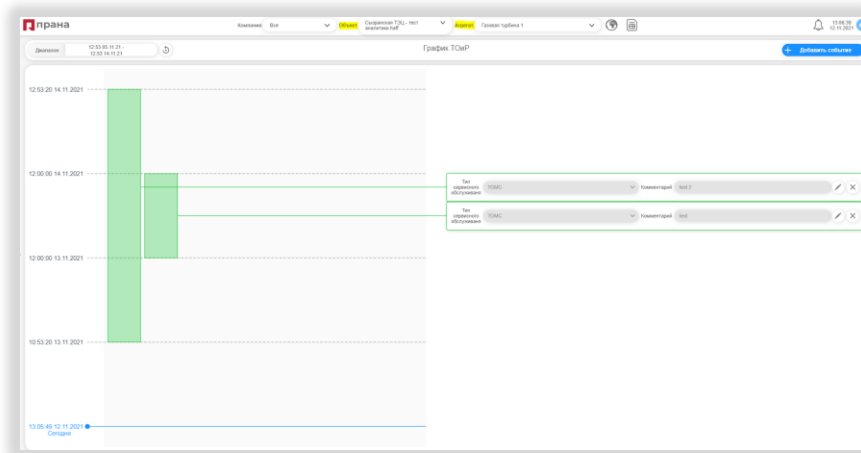 прана
Компания Все Объект Сызранская ТЭЦ - тест аналитики half Агрегат Газовая турбина 1
13:06:39
12.11.2021
Диапазон 12:53 05.11.21 -
12:53 14.11.21
График ТОиР
+ Добавить событие
12:53:20 14.11.2021
12:00:00 14.11.2021
Тип
сервисного
обслуживания
ТОМС Комментарий test 2
Тип
сервисного
обслуживания
ТОМС Комментарий test
12:00:00 13.11.2021
10:53:20 13.11.2021
13:05:49 12.11.2021
Сегодня